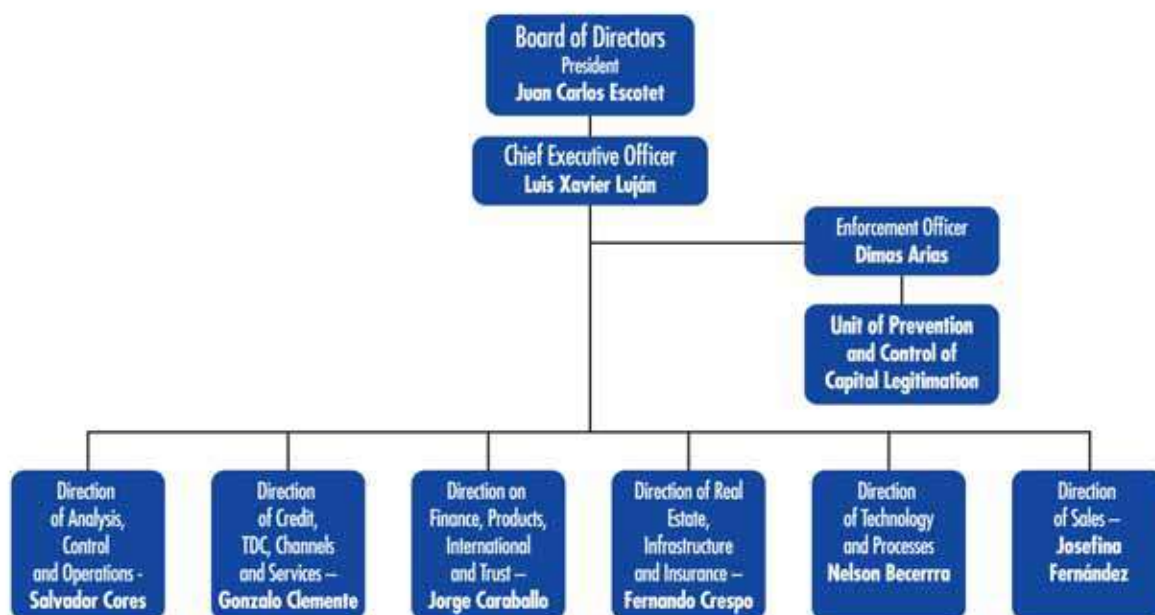 Board of Directors
President
Juan Carlos Escotet
Chief Executive Officer
Luis Xavier Luján
Enforcement Officer
Dimas Arias
Unit of Prevention
and Control of
Capital Legitimation
Direction
of Analysis,
Control
and Operations -
Salvador Cores
Direction
of Credit,
TDC, Channels
and Services –
Gonzalo Clemente
Direction on
Finance, Products,
International
and Trust –
Jorge Caraballo
Direction of Real
Estate,
Infrastructure
and Insurance –
Fernando Crespo
Direction
of Technology
and Processes
Nelson Becerrra
Direction
of Sales –
Josefina
Fernández